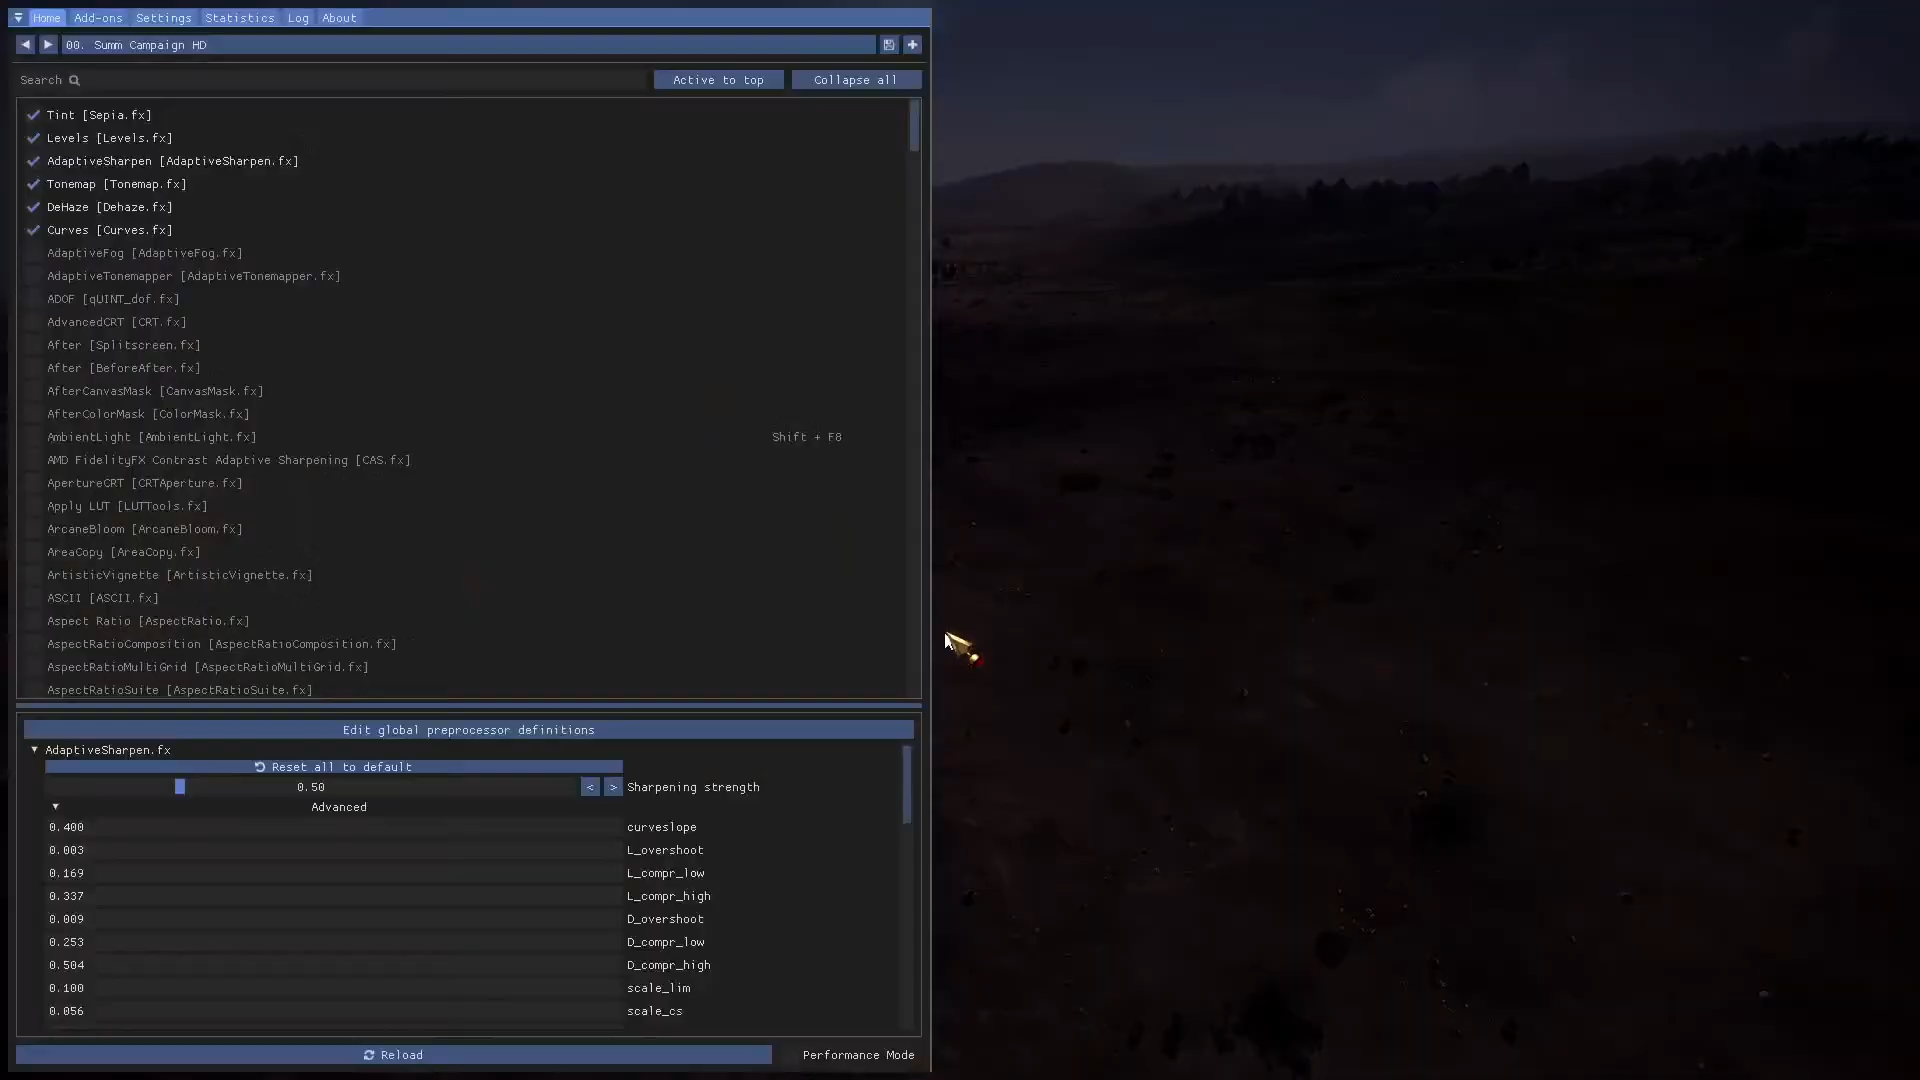 Home Add-ons Settings Statistics Log About
00. Summ Campaign HD
Search Active to top Collapse all
Tint [Sepia.fx]
Levels [Levels.fx]
AdaptiveSharpen [AdaptiveSharpen.fx]
Tonemap [Tonemap.fx]
DeHaze [Dehaze.fx]
Curves [Curves.fx]
AdaptiveFog [AdaptiveFog.fx]
AdaptiveTonemapper [AdaptiveTonemapper.fx]
ADOF [qUINT_dof.fx]
AdvancedCRT [CRT.fx]
After [Splitscreen.fx]
After [BeforeAfter.fx]
AfterCanvasMask [CanvasMask.fx]
AfterColorMask [ColorMask.fx]
AmbientLight [AmbientLight.fx] Shift + F8
AMD FidelityFX Contrast Adaptive Sharpening [CAS.fx]
ApertureCRT [CRTAperture.fx]
Apply LUT [LUTTools.fx]
ArcaneBloom [ArcaneBloom.fx]
AreaCopy [AreaCopy.fx]
ArtisticVignette [ArtisticVignette.fx]
ASCII [ASCII.fx]
Aspect Ratio [AspectRatio.fx]
AspectRatioComposition [AspectRatioComposition.fx]
AspectRatioMultiGrid [AspectRatioMultiGrid.fx]
AspectRatioSuite [AspectRatioSuite.fx]
Edit global preprocessor definitions
AdaptiveSharpen.fx
Reset all to default
0.50 < > Sharpening strength
Advanced
0.400 curveslope
0.003 L_overshoot
0.169 L_compr_low
0.337 L_compr_high
0.009 D_overshoot
0.253 D_compr_low
0.504 D_compr_high
0.100 scale_lim
0.056 scale_cs
Reload Performance Mode